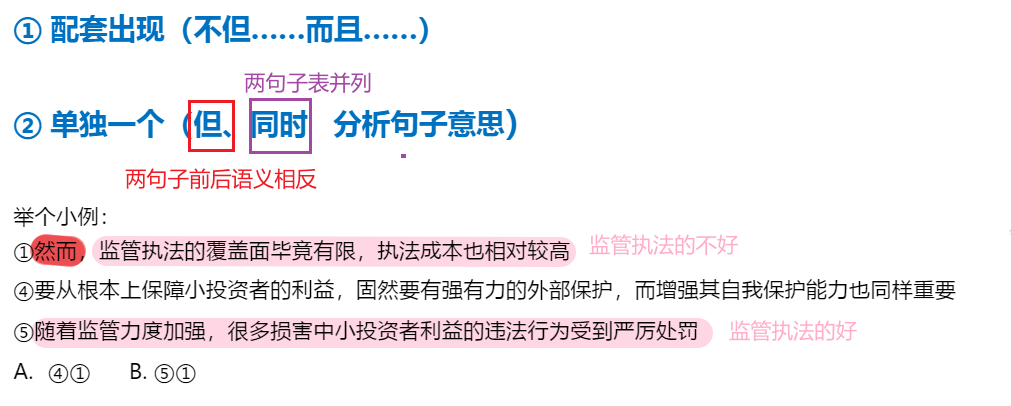 ① 配套出现（不但……而且……）
两句子表并列
② 单独一个（但、同时 分析句子意思）
两句子前后语义相反
举个小例：
①然而，监管执法的覆盖面毕竟有限，执法成本也相对较高 监管执法的不好
④要从根本上保障小投资者的利益，固然要有强有力的外部保护，而增强其自我保护能力也同样重要
⑤随着监管力度加强，很多损害中小投资者利益的违法行为受到严厉处罚 监管执法的好
A. ④① B. ⑤①